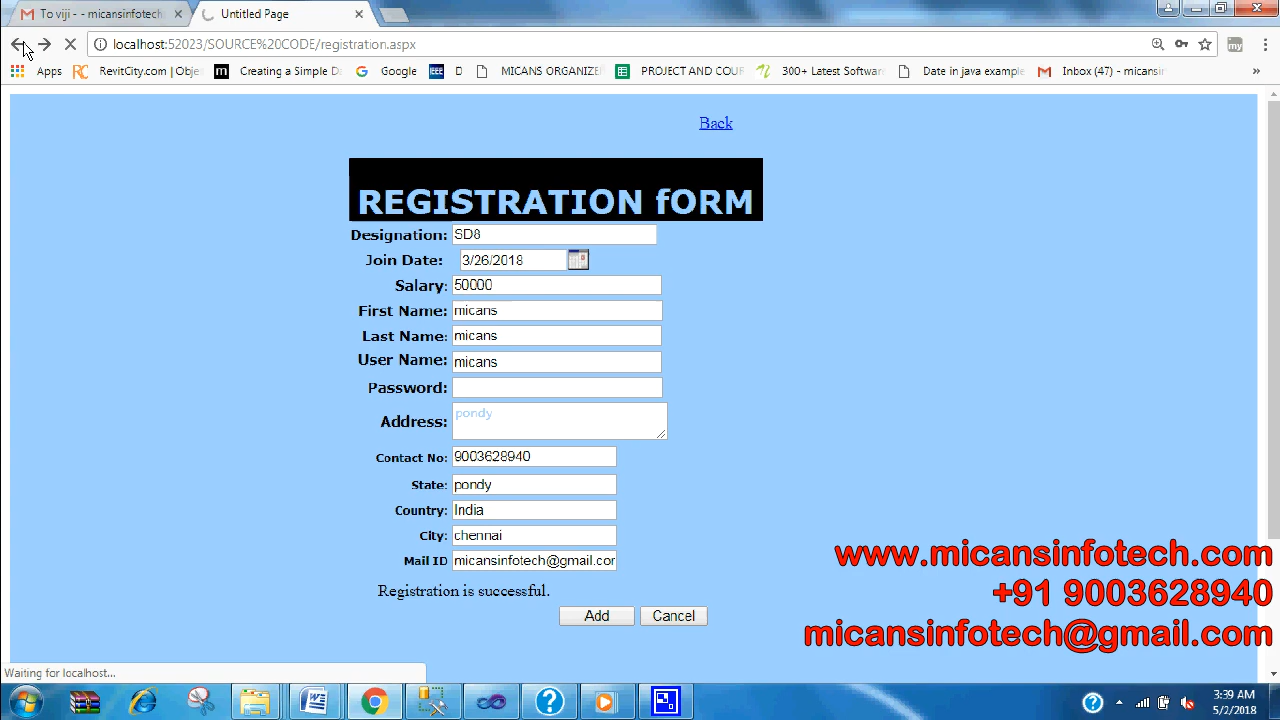 To viji - - micansinfotech
Untitled Page
localhost:52023/SOURCE%20CODE/registration.aspx
my
Apps
RevitCity.com | Obje
m
Creating a Simple D
Google
IEEE
D
MICANS ORGANIZE
PROJECT AND COU
300+ Latest Softwar
Date in java example
Inbox (47) - micansin
»
Back
REGISTRATION fORM
Designation: SD8
Join Date: 3/26/2018
Salary: 50000
First Name: micans
Last Name: micans
User Name: micans
Password:
Address: pondy
Contact No: 9003628940
State: pondy
Country: India
City: chennai
Mail ID micansinfotech@gmail.cor
Registration is successful.
Add Cancel
www.micansinfotech.com
+91 9003628940
micansinfotech@gmail.com
Waiting for localhost...
3:39 AM
5/2/2018